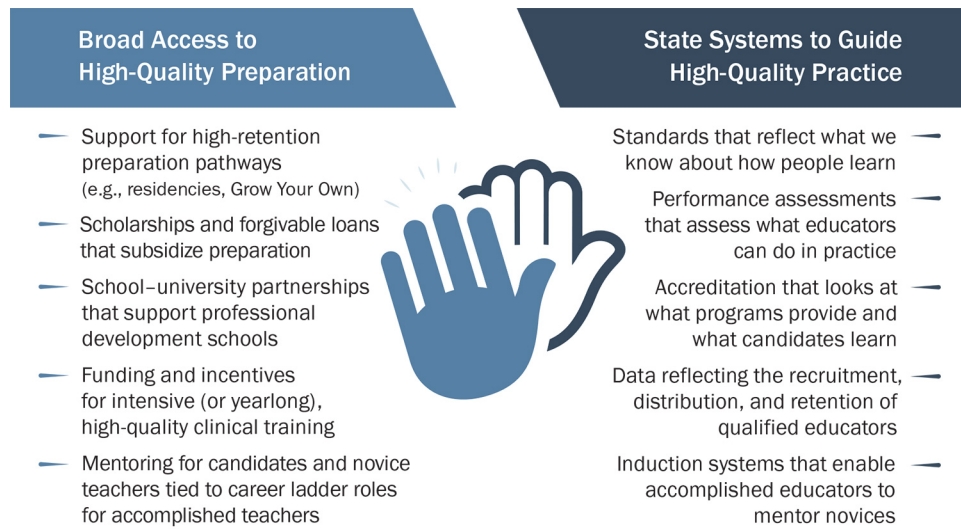 Broad Access to
High-Quality Preparation
Support for high-retention
preparation pathways
(e.g., residencies, Grow Your Own)
Scholarships and forgivable loans
that subsidize preparation
School–university partnerships
that support professional
development schools
Funding and incentives
for intensive (or yearlong),
high-quality clinical training
Mentoring for candidates and novice
teachers tied to career ladder roles
for accomplished teachers
State Systems to Guide
High-Quality Practice
Standards that reflect what we
know about how people learn
Performance assessments
that assess what educators
can do in practice
Accreditation that looks at
what programs provide and
what candidates learn
Data reflecting the recruitment,
distribution, and retention of
qualified educators
Induction systems that enable
accomplished educators to
mentor novices